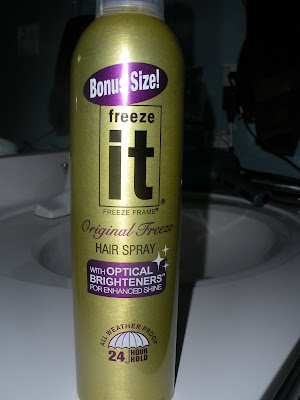 Bonus Size!
freeze
it
FREEZE FRAME®
Original Freeze
HAIR SPRAY
WITH OPTICAL
BRIGHTENERS™
FOR ENHANCED SHINE
ALL WEATHER PROOF
24 HOUR
HOLD